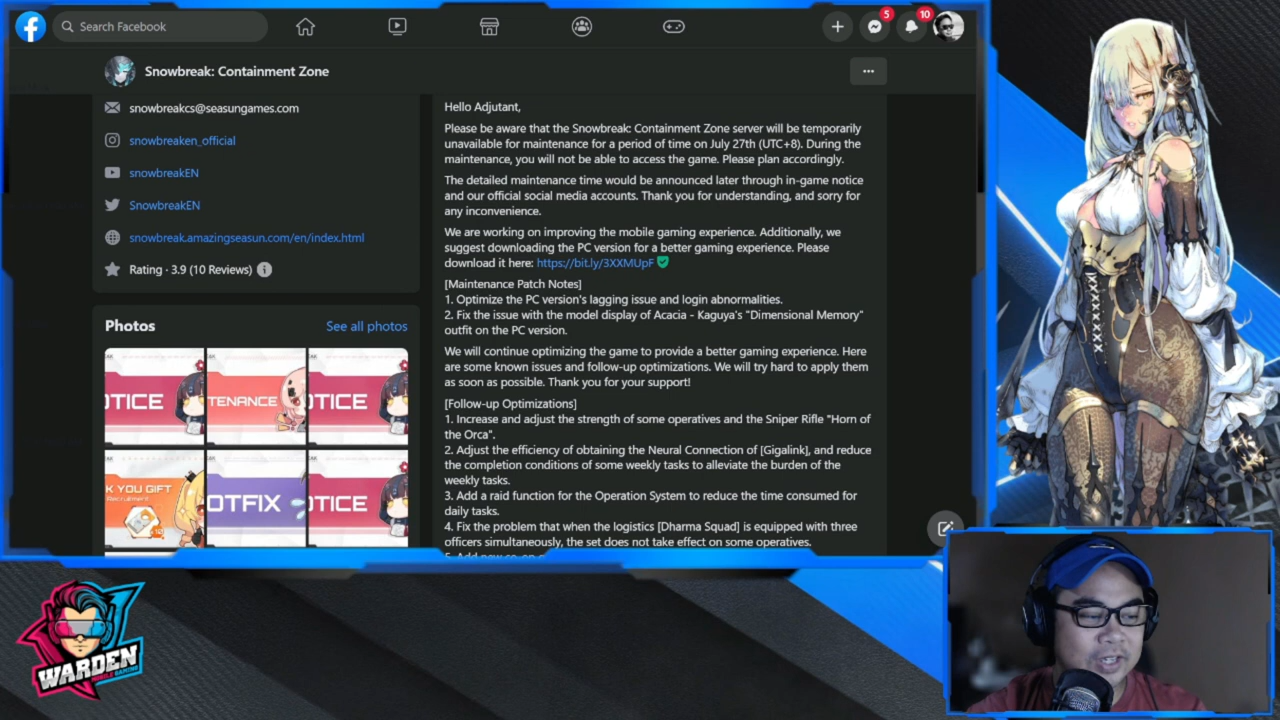 Search Facebook
5
10
Snowbreak: Containment Zone
snowbreakcs@seasungames.com
snowbreaken_official
snowbreakEN
SnowbreakEN
snowbreak.amazingseasun.com/en/index.html
Rating · 3.9 (10 Reviews)
Photos
See all photos
OTICE
TENANCE
OTICE
K YOU GIFT
Recruitment
OTFIX
OTICE
Hello Adjutant,
Please be aware that the Snowbreak: Containment Zone server will be temporarily
unavailable for maintenance for a period of time on July 27th (UTC+8). During the
maintenance, you will not be able to access the game. Please plan accordingly.
The detailed maintenance time would be announced later through in-game notice
and our official social media accounts. Thank you for understanding, and sorry for
any inconvenience.
We are working on improving the mobile gaming experience. Additionally, we
suggest downloading the PC version for a better gaming experience. Please
download it here: https://bit.ly/3XXMUpF
[Maintenance Patch Notes]
1. Optimize the PC version's lagging issue and login abnormalities.
2. Fix the issue with the model display of Acacia - Kaguya's "Dimensional Memory"
outfit on the PC version.
We will continue optimizing the game to provide a better gaming experience. Here
are some known issues and follow-up optimizations. We will try hard to apply them
as soon as possible. Thank you for your support!
[Follow-up Optimizations]
1. Increase and adjust the strength of some operatives and the Sniper Rifle "Horn of
the Orca".
2. Adjust the efficiency of obtaining the Neural Connection of [Gigalink], and reduce
the completion conditions of some weekly tasks to alleviate the burden of the
weekly tasks.
3. Add a raid function for the Operation System to reduce the time consumed for
daily tasks.
4. Fix the problem that when the logistics [Dharma Squad] is equipped with three
officers simultaneously, the set does not take effect on some operatives.
5. Add new co-op
WARDEN
MOBILE GAMING